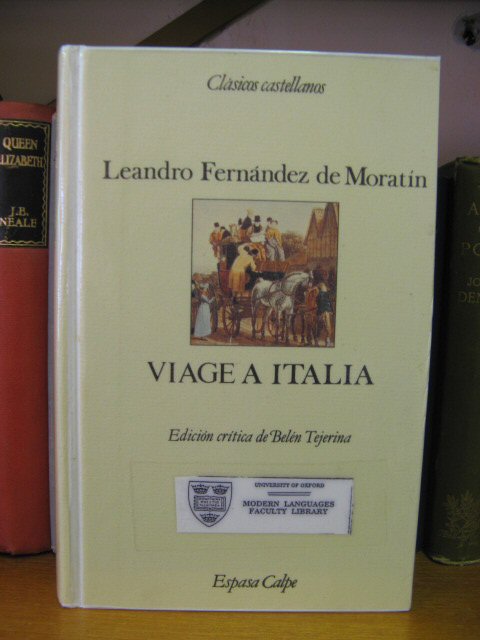 Clásicos castellanos
Leandro Fernández de Moratín
VIAGE A ITALIA
Edición crítica de Belén Tejerina
UNIVERSITY OF OXFORD
MODERN LANGUAGES
FACULTY LIBRARY
Espasa Calpe
QUEEN
ELIZABETH
J.E.
NEALE